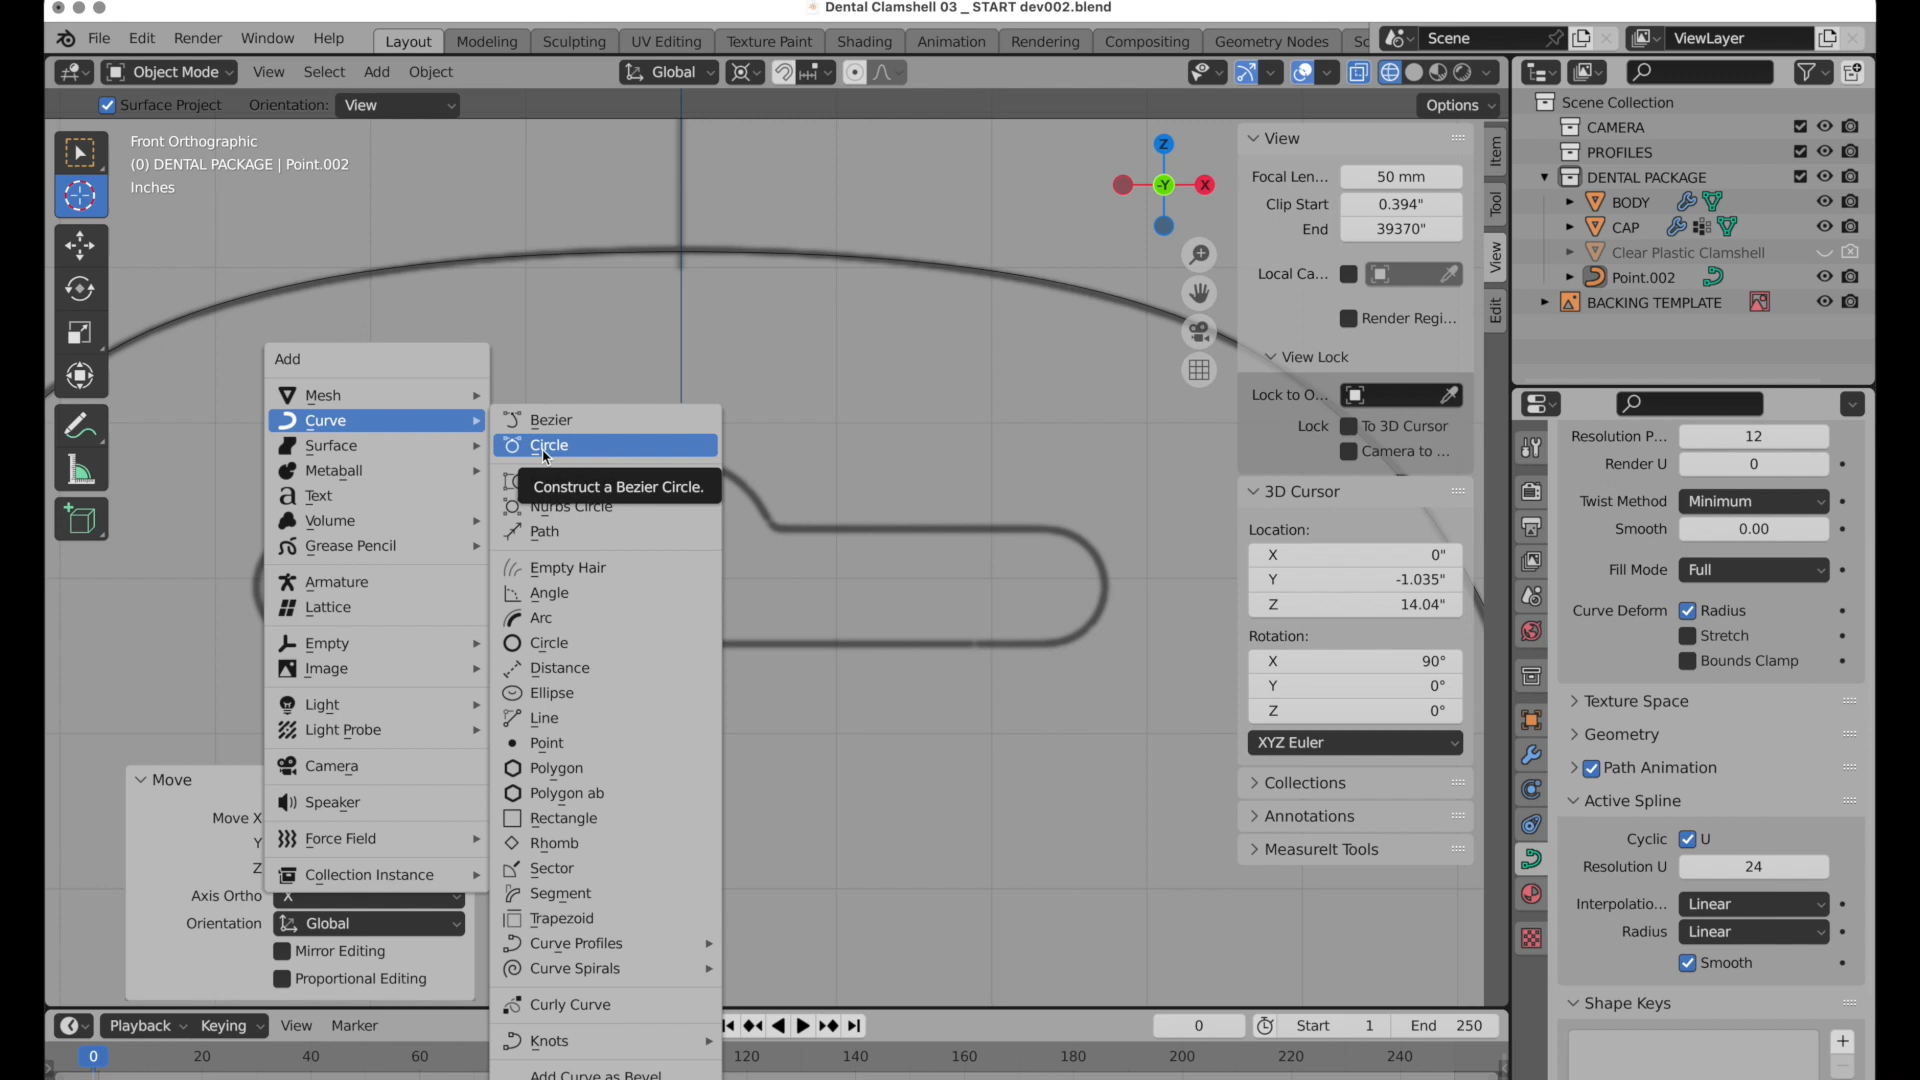 Dental Clamshell 03 _ START dev002.blend
File Edit Render Window Help Layout Modeling Sculpting UV Editing Texture Paint Shading Animation Rendering Compositing Geometry Nodes Sc Scene ViewLayer
Object Mode View Select Add Object Global
Surface Project Orientation: View Options
Front Orthographic
(0) DENTAL PACKAGE | Point.002
Inches
Z
-Y
X
Add
Mesh
Curve
Surface
Metaball
Text
Volume
Grease Pencil
Armature
Lattice
Empty
Image
Light
Light Probe
Camera
Speaker
Force Field
Collection Instance
Bezier
Circle
Construct a Bezier Circle.
Nurbs Circle
Path
Empty Hair
Angle
Arc
Circle
Distance
Ellipse
Line
Point
Polygon
Polygon ab
Rectangle
Rhomb
Sector
Segment
Trapezoid
Curve Profiles
Curve Spirals
Curly Curve
Knots
Add Curve as Bevel
Move
Move X
Y
Z
Axis Ortho X
Orientation Global
Mirror Editing
Proportional Editing
View
Focal Len... 50 mm
Clip Start 0.394"
End 39370"
Local Ca...
Render Regi...
View Lock
Lock to O...
Lock To 3D Cursor
Camera to ...
3D Cursor
Location:
X 0"
Y -1.035"
Z 14.04"
Rotation:
X 90°
Y 0°
Z 0°
XYZ Euler
Collections
Annotations
MeasureIt Tools
Item
Tool
View
Edit
Scene Collection
CAMERA
PROFILES
DENTAL PACKAGE
BODY
CAP
Clear Plastic Clamshell
Point.002
BACKING TEMPLATE
Resolution P... 12
Render U 0
Twist Method Minimum
Smooth 0.00
Fill Mode Full
Curve Deform Radius
Stretch
Bounds Clamp
Texture Space
Geometry
Path Animation
Active Spline
Cyclic U
Resolution U 24
Interpolatio... Linear
Radius Linear
Smooth
Shape Keys
Playback Keying View Marker 0 Start 1 End 250
0 20 40 60 120 140 160 180 200 220 240